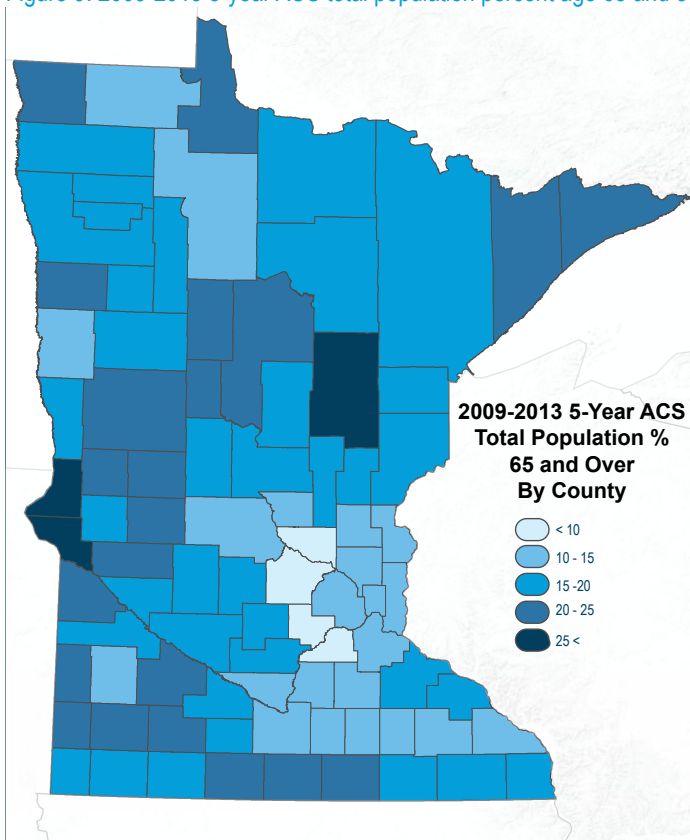 2009-2013 5-Year ACS
Total Population %
65 and Over
By County
< 10
10 - 15
15 -20
20 - 25
25 <